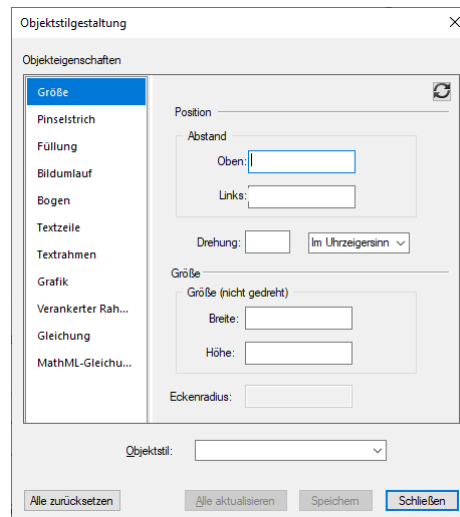 Objektstilgestaltung
Objekteigenschaften
Größe
Pinselstrich
Füllung
Bildumlauf
Bogen
Textzeile
Textrahmen
Grafik
Verankerter Rah...
Gleichung
MathML-Gleichu...
Position
Abstand
Oben:
Links:
Drehung:
Im Uhrzeigersinn
Größe
Größe (nicht gedreht)
Breite:
Höhe:
Eckenradius:
Objektstil:
Alle zurücksetzen
Alle aktualisieren
Speichern
Schließen